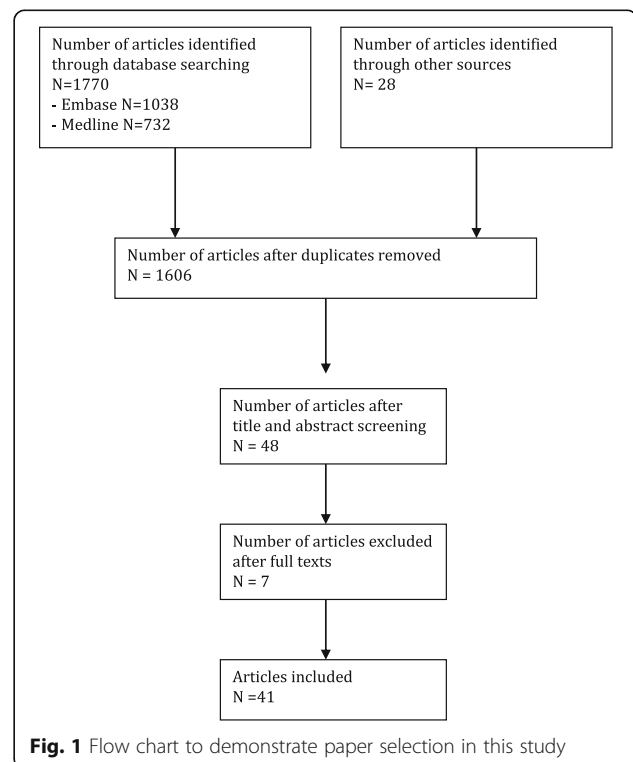 Number of articles identified
through database searching
N=1770
- Embase N=1038
- Medline N=732
Number of articles identified
through other sources
N= 28
Number of articles after duplicates removed
N = 1606
Number of articles after
title and abstract screening
N = 48
Number of articles excluded
after full texts
N = 7
Articles included
N =41
Fig. 1 Flow chart to demonstrate paper selection in this study